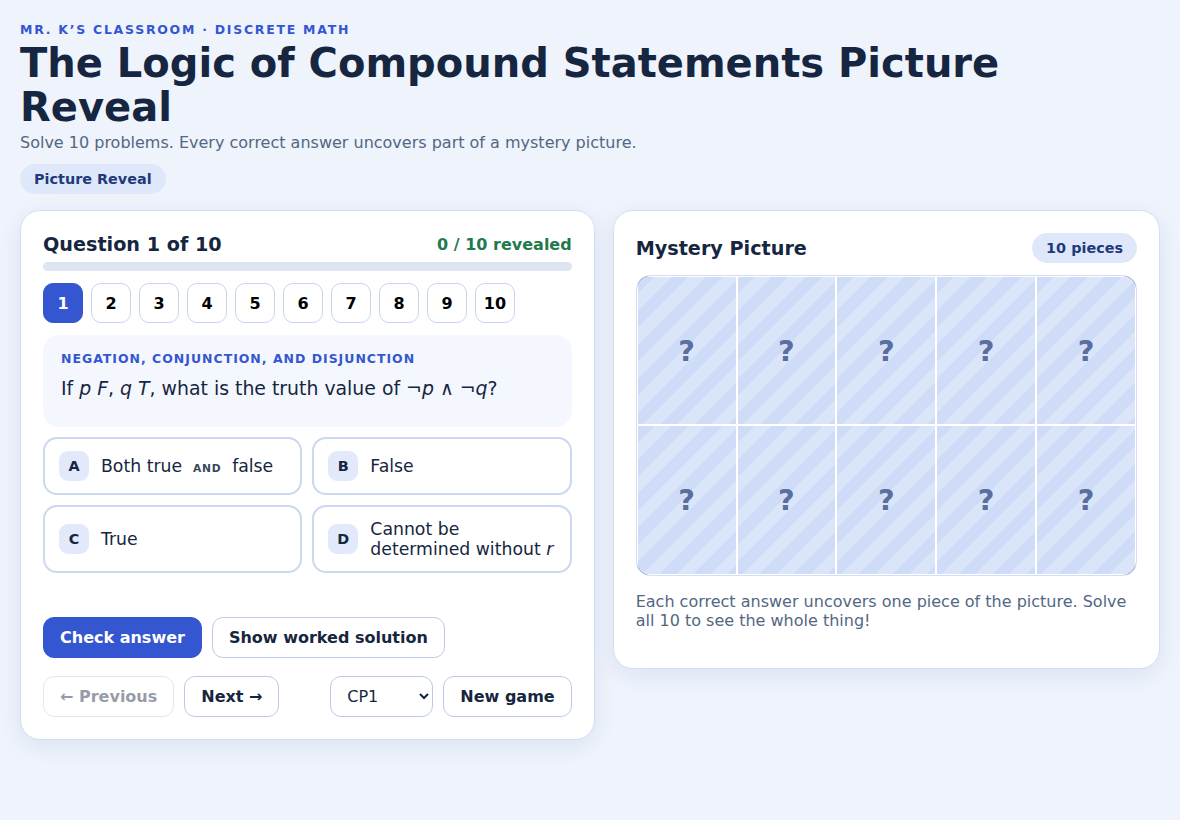 MR. K’S CLASSROOM · DISCRETE MATH
The Logic of Compound Statements Picture
Reveal
Solve 10 problems. Every correct answer uncovers part of a mystery picture.
Picture Reveal
Question 1 of 10
0 / 10 revealed
1 2 3 4 5 6 7 8 9 10
NEGATION, CONJUNCTION, AND DISJUNCTION
If p F, q T, what is the truth value of ¬p ∧ ¬q?
A Both true AND false
B False
C True
D Cannot be
determined without r
Check answer
Show worked solution
← Previous
Next →
CP1
New game
Mystery Picture
10 pieces
? ? ? ? ?
? ? ? ? ?
Each correct answer uncovers one piece of the picture. Solve
all 10 to see the whole thing!